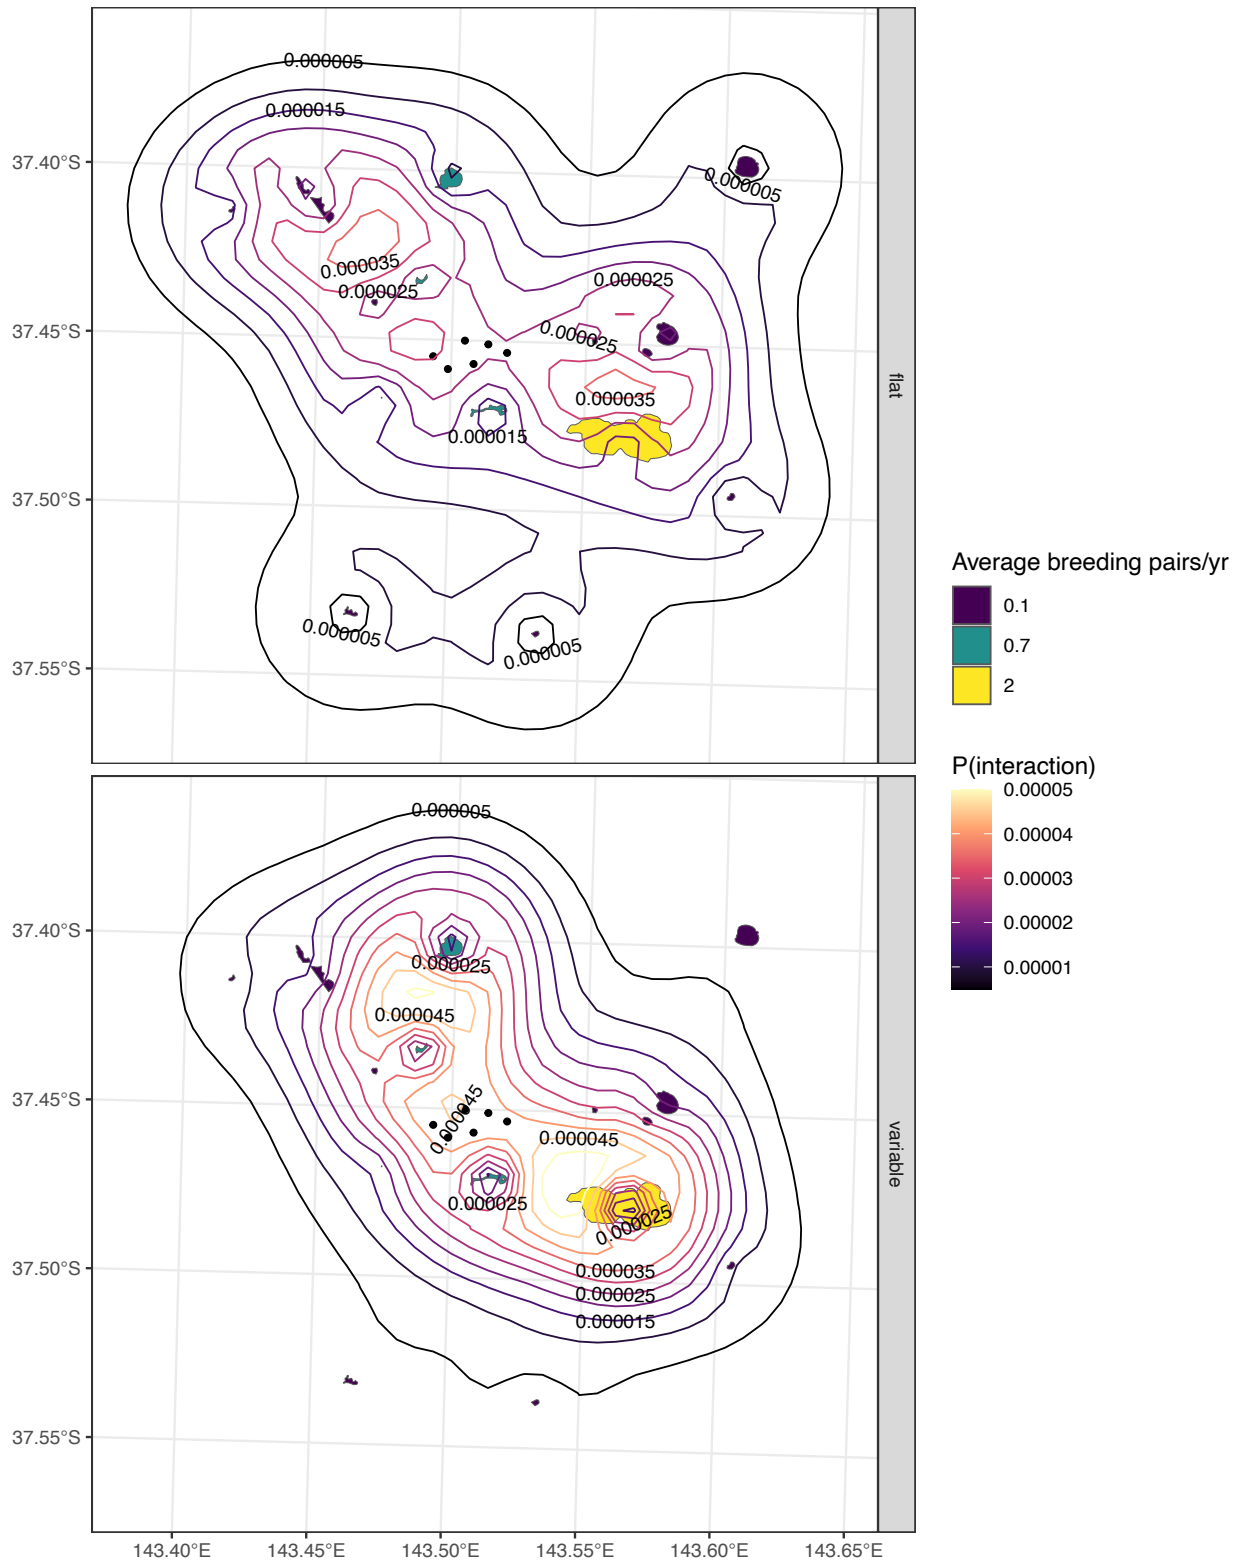 0.000005
0.000015
37.40°S
0.000005
0.000035
0.000025
0.000025
37.45°S
0.000025
flat
0.000035
0.000015
37.50°S
0.000005
0.000005
37.55°S
Average breeding pairs/yr
0.1
0.7
2
P(interaction)
0.00005
0.00004
0.00003
0.00002
0.00001
0.000005
37.40°S
0.000025
0.000045
37.45°S
0.000045
0.000045
variable
0.000025
0.000025
37.50°S
0.000035
0.000025
0.000015
37.55°S
143.40°E 143.45°E 143.50°E 143.55°E 143.60°E 143.65°E